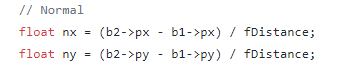 // Normal
float nx = (b2->px - b1->px) / fDistance;
float ny = (b2->py - b1->py) / fDistance;